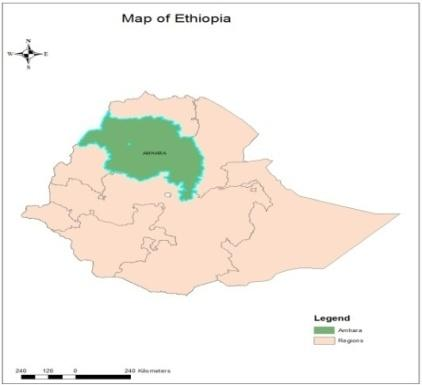 Map of Ethiopia
N
W E
S
AMHARA
Legend
Amhara
Regions
240 120 0 240 Kilometers